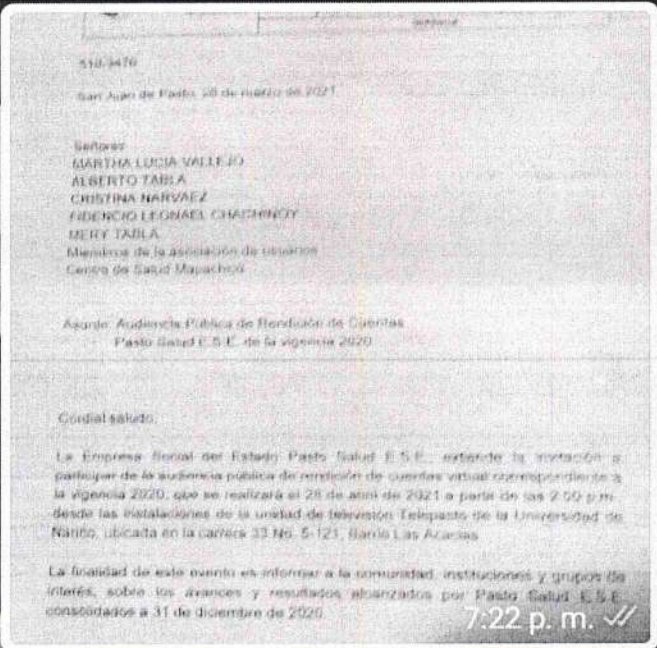 510-9476
San Juan de Pasto, 26 de marzo de 2021
Señores
MARTHA LUCIA VALLEJO
ALBERTO TABLA
CRISTINA NARVAEZ
FIDENCIO LEONAEL CHACHINOY
MERY TABLA
Miembros de la asociación de usuarios
Centro de Salud Mapachico
Asunto: Audiencia Pública de Rendición de Cuentas
Pasto Salud E.S.E. de la vigencia 2020
Cordial saludo,
La Empresa Social del Estado Pasto Salud E.S.E., extiende la invitación a
participar de la audiencia pública de rendición de cuentas virtual correspondiente a
la vigencia 2020, que se realizará el 28 de abril de 2021 a partir de las 2:00 p.m.
desde las instalaciones de la unidad de televisión Telepasto de la Universidad de
Nariño, ubicada en la carrera 33 No. 5-121, Barrio Las Acacias
La finalidad de este evento es informar a la comunidad, instituciones y grupos de
interés, sobre los avances y resultados alcanzados por Pasto Salud E.S.E.
consolidados a 31 de diciembre de 2020.
7:22 p. m.